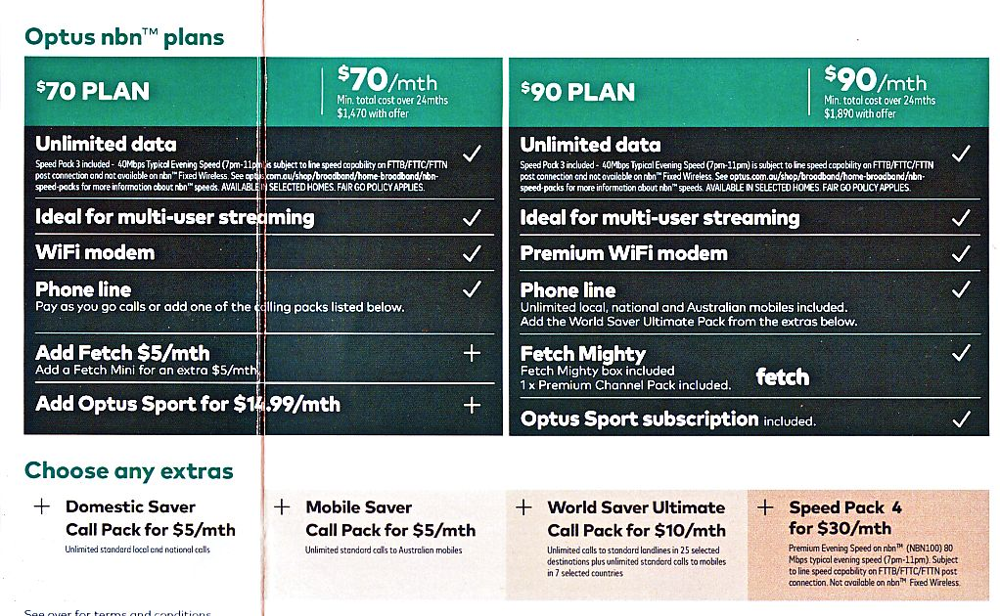 Optus nbn™ plans
$70 PLAN
$70/mth
Min. total cost over 24mths
$1,470 with offer
Unlimited data
Speed Pack 3 included - 40Mbps Typical Evening Speed (7pm-11pm) is subject to line speed capability on FTTB/FTTC/FTTN
post connection and not available on nbn™ Fixed Wireless. See optus.com.au/shop/broadband/home-broadband/nbn-
speed-packs for more information about nbn™ speeds. AVAILABLE IN SELECTED HOMES. FAIR GO POLICY APPLIES.
Ideal for multi-user streaming
WiFi modem
Phone line
Pay as you go calls or add one of the calling packs listed below.
Add Fetch $5/mth
Add a Fetch Mini for an extra $5/mth.
Add Optus Sport for $14.99/mth
$90 PLAN
$90/mth
Min. total cost over 24mths
$1,890 with offer
Unlimited data
Speed Pack 3 included - 40Mbps Typical Evening Speed (7pm-11pm) is subject to line speed capability on FTTB/FTTC/FTTN
post connection and not available on nbn™ Fixed Wireless. See optus.com.au/shop/broadband/home-broadband/nbn-
speed-packs for more information about nbn™ speeds. AVAILABLE IN SELECTED HOMES. FAIR GO POLICY APPLIES.
Ideal for multi-user streaming
Premium WiFi modem
Phone line
Unlimited local, national and Australian mobiles included.
Add the World Saver Ultimate Pack from the extras below.
Fetch Mighty
Fetch Mighty box included
1 x Premium Channel Pack included.
fetch
Optus Sport subscription included.
Choose any extras
+ Domestic Saver
Call Pack for $5/mth
Unlimited standard local and national calls
+ Mobile Saver
Call Pack for $5/mth
Unlimited standard calls to Australian mobiles
+ World Saver Ultimate
Call Pack for $10/mth
Unlimited calls to standard landlines in 25 selected
destinations plus unlimited standard calls to mobiles
in 7 selected countries
+ Speed Pack 4
for $30/mth
Premium Evening Speed on nbn™ (NBN100) 80
Mbps typical evening speed (7pm-11pm). Subject
to line speed capability on FTTB/FTTC/FTTN post
connection. Not available on nbn™ Fixed Wireless.
See over for terms and conditions